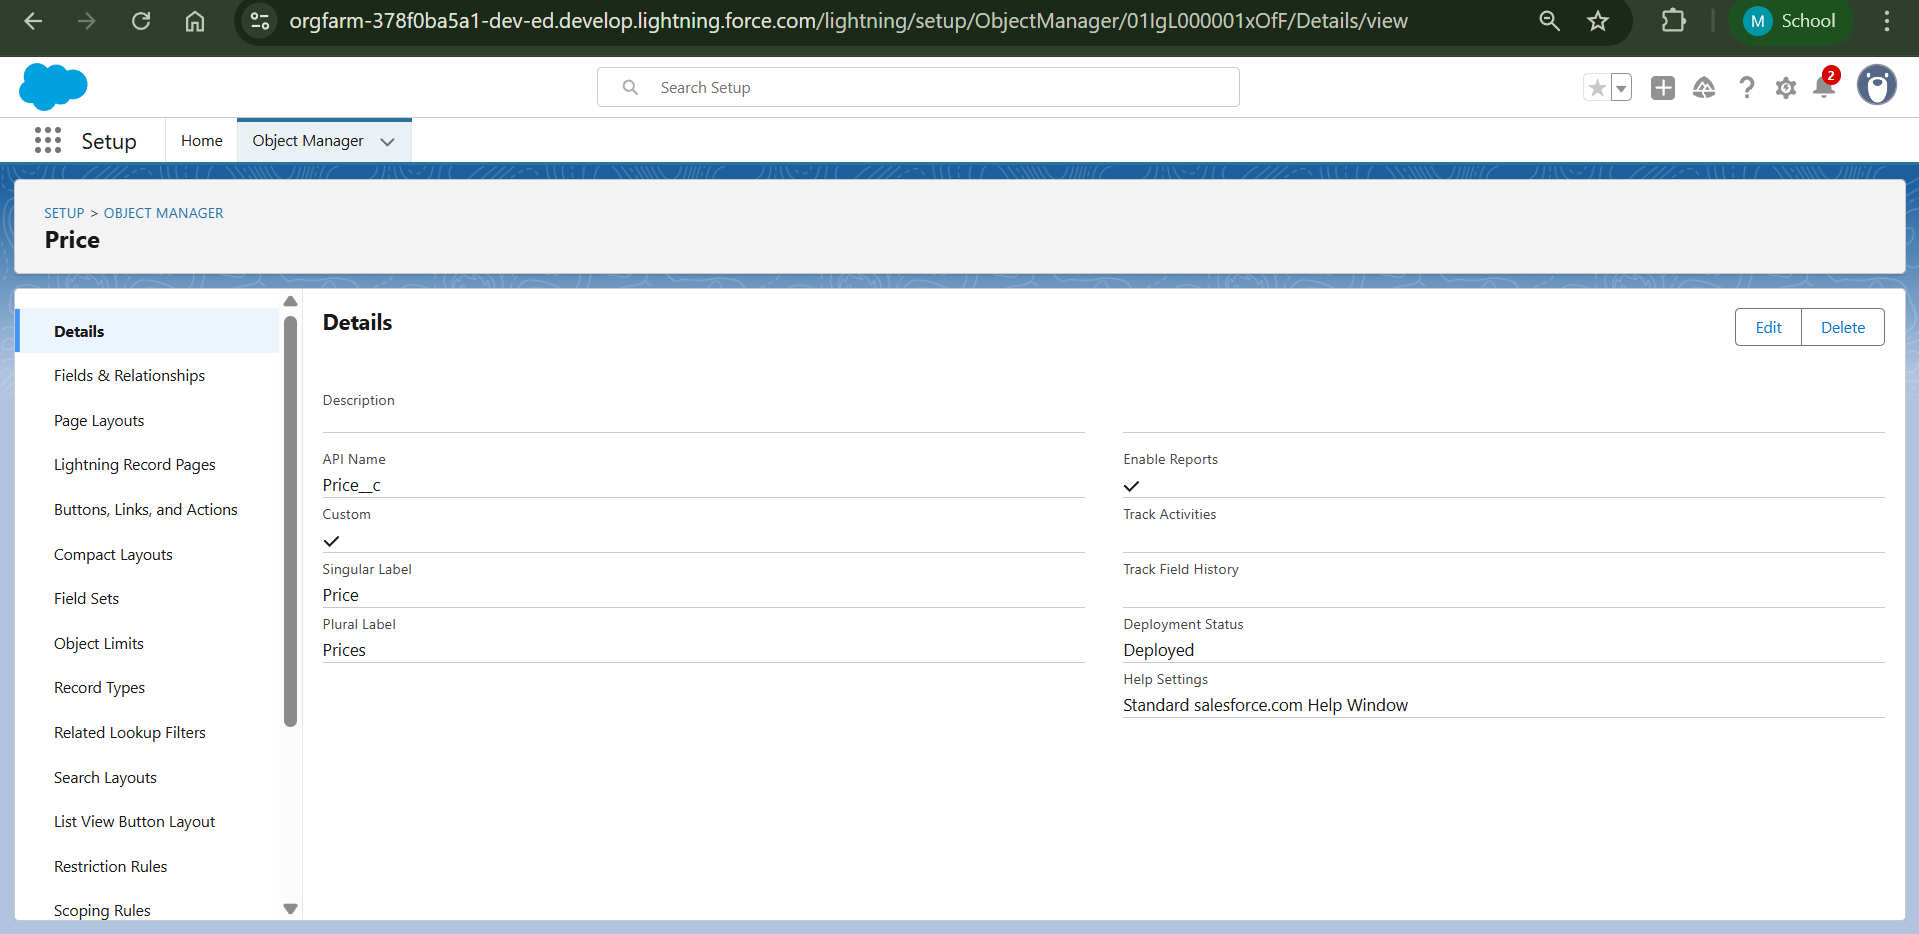 orgfarm-378f0ba5a1-dev-ed.develop.lightning.force.com/lightning/setup/ObjectManager/01IgL000001xOfF/Details/view
M School
Search Setup
2
Setup Home Object Manager
SETUP > OBJECT MANAGER
Price
Details
Fields & Relationships
Page Layouts
Lightning Record Pages
Buttons, Links, and Actions
Compact Layouts
Field Sets
Object Limits
Record Types
Related Lookup Filters
Search Layouts
List View Button Layout
Restriction Rules
Scoping Rules
Details
Edit Delete
Description
API Name
Price__c
Custom
Singular Label
Price
Plural Label
Prices
Enable Reports
Track Activities
Track Field History
Deployment Status
Deployed
Help Settings
Standard salesforce.com Help Window